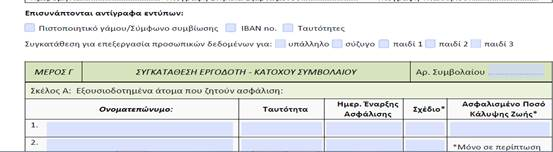 Επισυνάπτονται αντίγραφα εντύπων:
Πιστοποιητικό γάμου/Σύμφωνο συμβίωσης IBAN no. Ταυτότητες
Συγκατάθεση για επεξεργασία προσωπικών δεδομένων για: υπάλληλο σύζυγο παιδί 1 παιδί 2 παιδί 3
ΜΕΡΟΣ Γ ΣΥΓΚΑΤΑΘΕΣΗ ΕΡΓΟΔΟΤΗ - ΚΑΤΟΧΟΥ ΣΥΜΒΟΛΑΙΟΥ Αρ. Συμβολαίου
Σκέλος Α: Εξουσιοδοτημένα άτομα που ζητούν ασφάλιση:
Ονοματεπώνυμο: Ταυτότητα Ημερ. Έναρξης Ασφάλισης Σχέδιο* Ασφαλισμένο Ποσό Κάλυψης Ζωής*
1.
2. *Μόνο σε περίπτωση